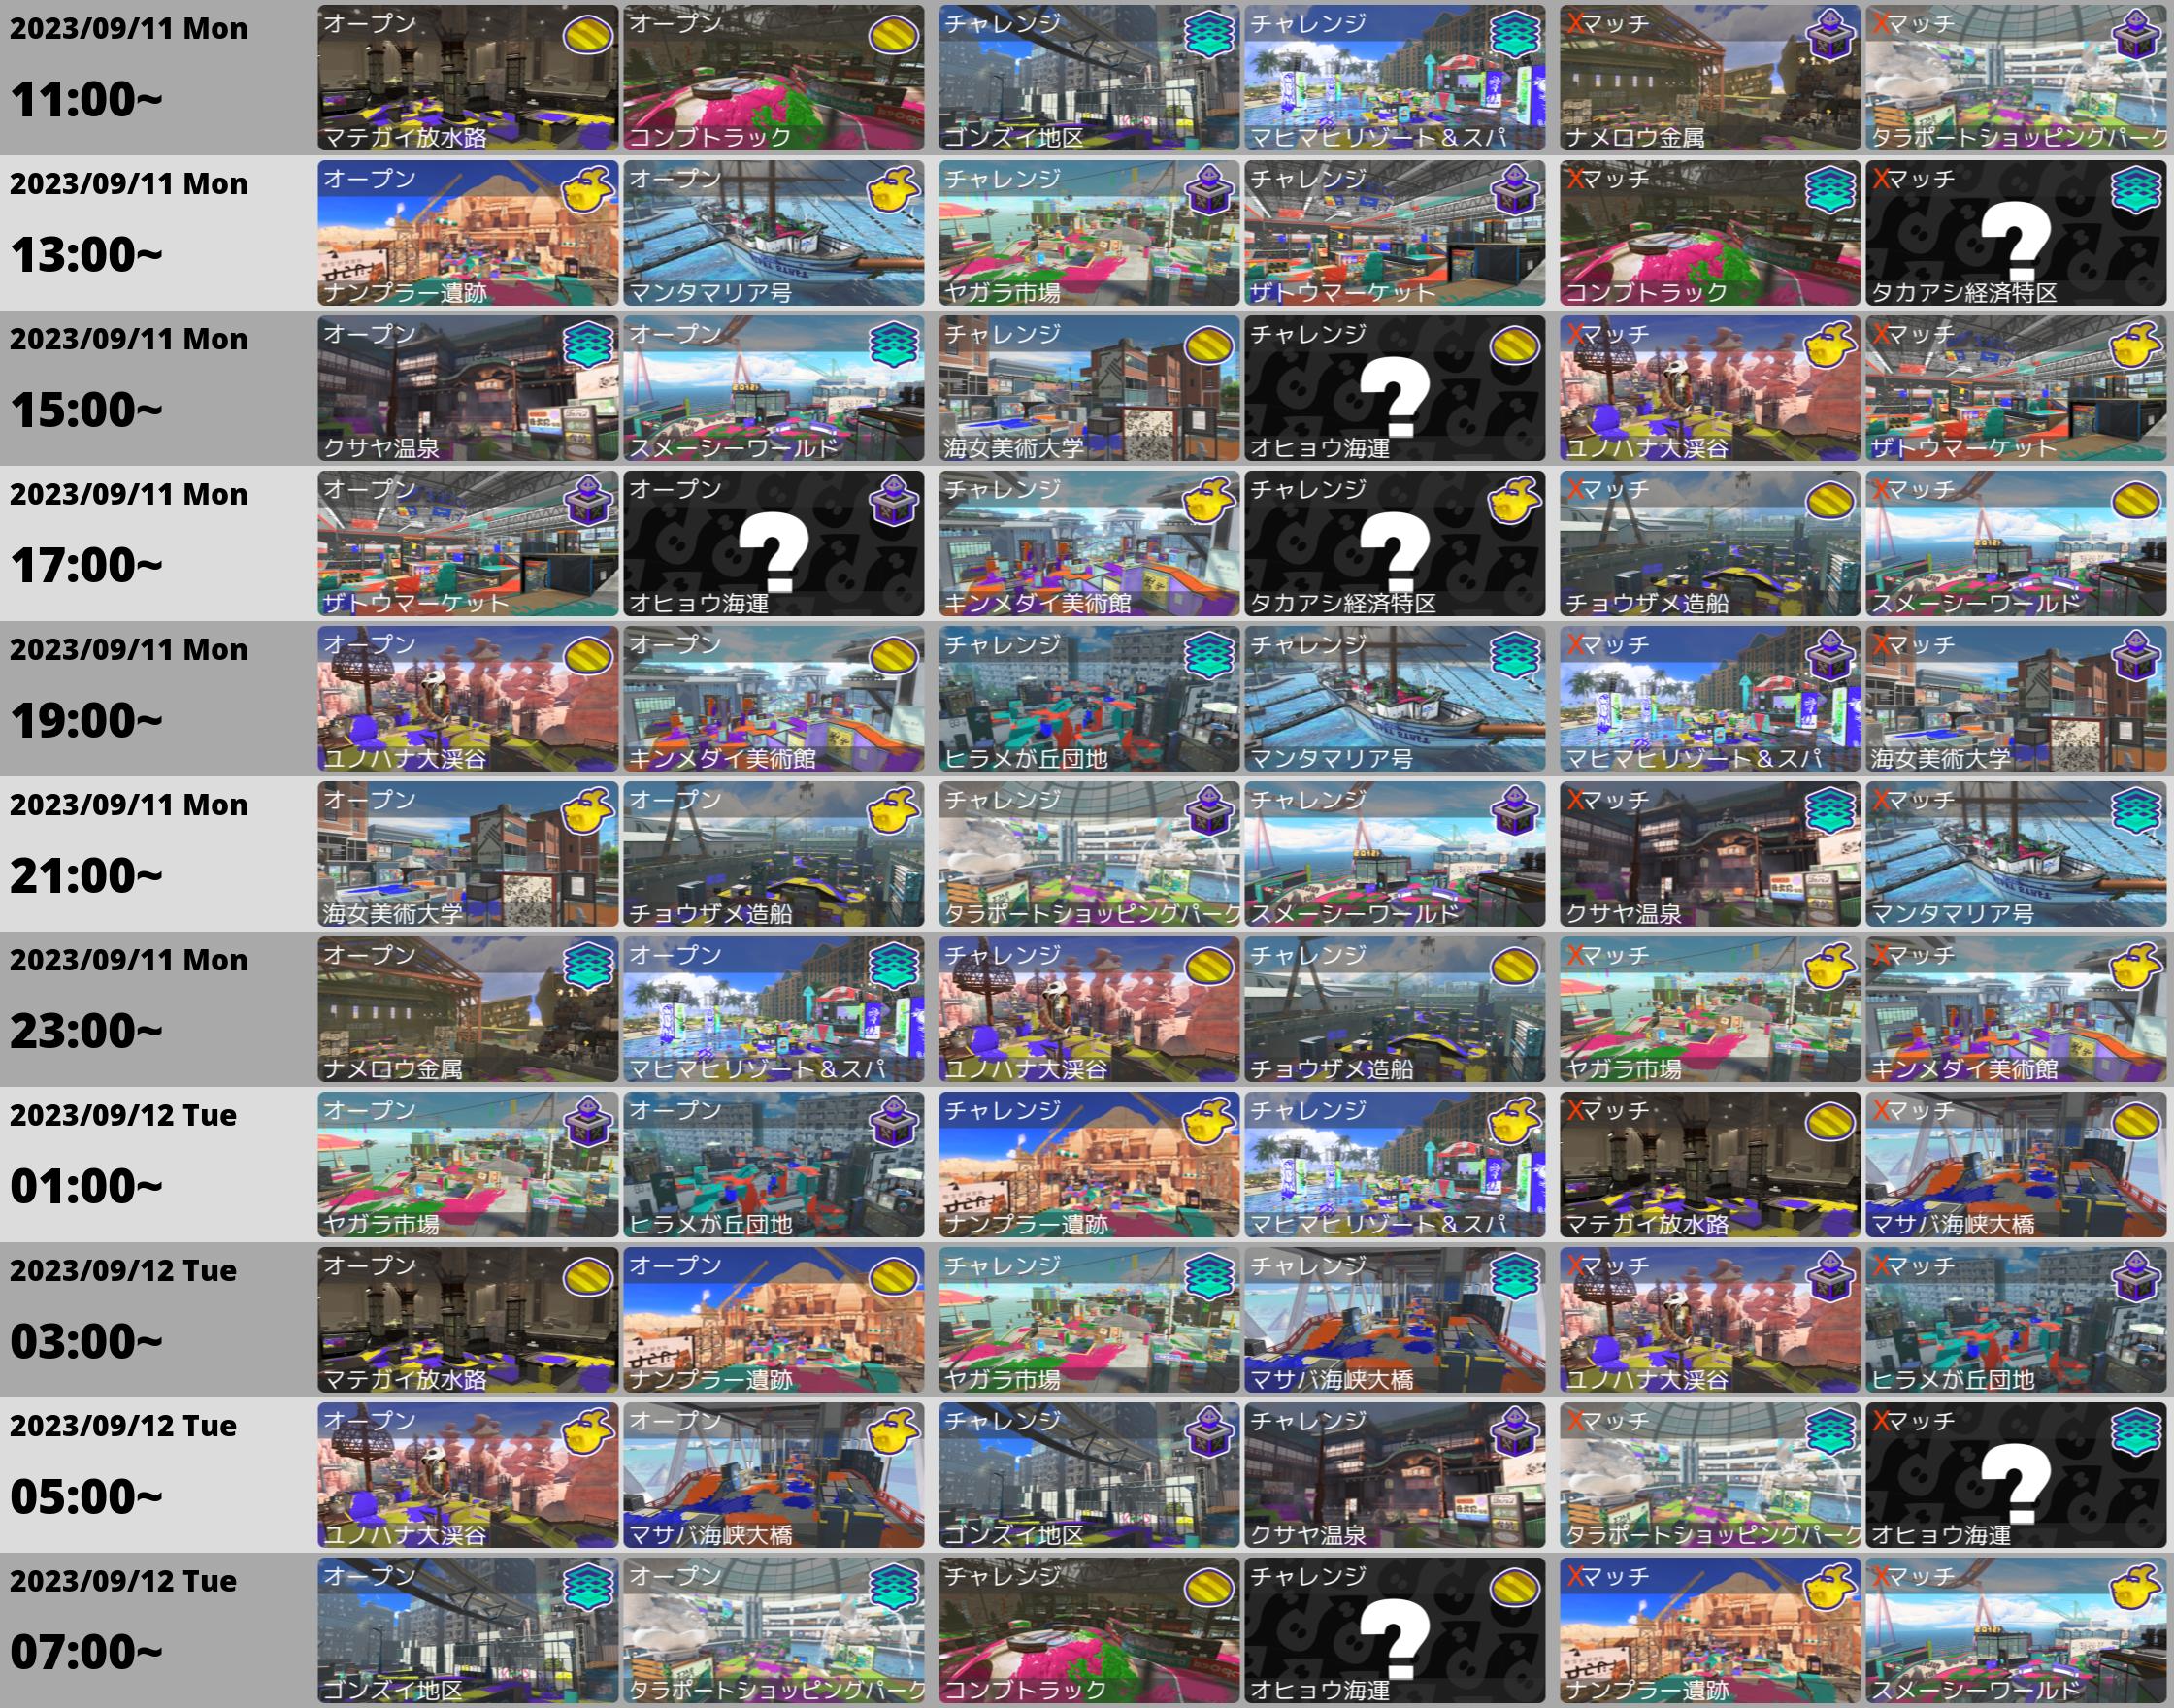 2023/09/11 Mon
11:00~
オープン
マテガイ放水路
オープン
コンブトラック
チャレンジ
ゴンズイ地区
チャレンジ
マヒマヒリゾート＆スパ
Xマッチ
ナメロウ金属
Xマッチ
タラポートショッピングパーク
2023/09/11 Mon
13:00~
オープン
ナンプラー遺跡
オープン
マンタマリア号
チャレンジ
ヤガラ市場
チャレンジ
ザトウマーケット
Xマッチ
コンブトラック
Xマッチ
?
タカアシ経済特区
2023/09/11 Mon
15:00~
オープン
クサヤ温泉
オープン
スメーシーワールド
チャレンジ
海女美術大学
チャレンジ
?
オヒョウ海運
Xマッチ
ユノハナ大渓谷
Xマッチ
ザトウマーケット
2023/09/11 Mon
17:00~
オープン
ザトウマーケット
オープン
?
オヒョウ海運
チャレンジ
キンメダイ美術館
チャレンジ
?
タカアシ経済特区
Xマッチ
チョウザメ造船
Xマッチ
スメーシーワールド
2023/09/11 Mon
19:00~
オープン
ユノハナ大渓谷
オープン
キンメダイ美術館
チャレンジ
ヒラメが丘団地
チャレンジ
マンタマリア号
Xマッチ
マヒマヒリゾート＆スパ
Xマッチ
海女美術大学
2023/09/11 Mon
21:00~
オープン
海女美術大学
オープン
チョウザメ造船
チャレンジ
タラポートショッピングパーク
チャレンジ
スメーシーワールド
Xマッチ
クサヤ温泉
Xマッチ
マンタマリア号
2023/09/11 Mon
23:00~
オープン
ナメロウ金属
オープン
マヒマヒリゾート＆スパ
チャレンジ
ユノハナ大渓谷
チャレンジ
チョウザメ造船
Xマッチ
ヤガラ市場
Xマッチ
キンメダイ美術館
2023/09/12 Tue
01:00~
オープン
ヤガラ市場
オープン
ヒラメが丘団地
チャレンジ
ナンプラー遺跡
チャレンジ
マヒマヒリゾート＆スパ
Xマッチ
マテガイ放水路
Xマッチ
マサバ海峡大橋
2023/09/12 Tue
03:00~
オープン
マテガイ放水路
オープン
ナンプラー遺跡
チャレンジ
ヤガラ市場
チャレンジ
マサバ海峡大橋
Xマッチ
ユノハナ大渓谷
Xマッチ
ヒラメが丘団地
2023/09/12 Tue
05:00~
オープン
ユノハナ大渓谷
オープン
マサバ海峡大橋
チャレンジ
ゴンズイ地区
チャレンジ
クサヤ温泉
Xマッチ
タラポートショッピングパーク
Xマッチ
?
オヒョウ海運
2023/09/12 Tue
07:00~
オープン
ゴンズイ地区
オープン
タラポートショッピングパーク
チャレンジ
コンブトラック
チャレンジ
?
オヒョウ海運
Xマッチ
ナンプラー遺跡
Xマッチ
スメーシーワールド